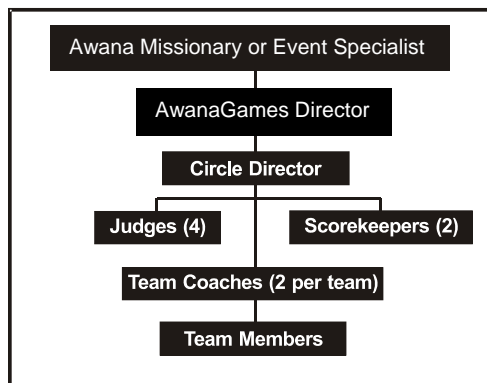 Awana Missionary or Event Specialist
AwanaGames Director
Circle Director
Judges (4)
Scorekeepers (2)
Team Coaches (2 per team)
Team Members